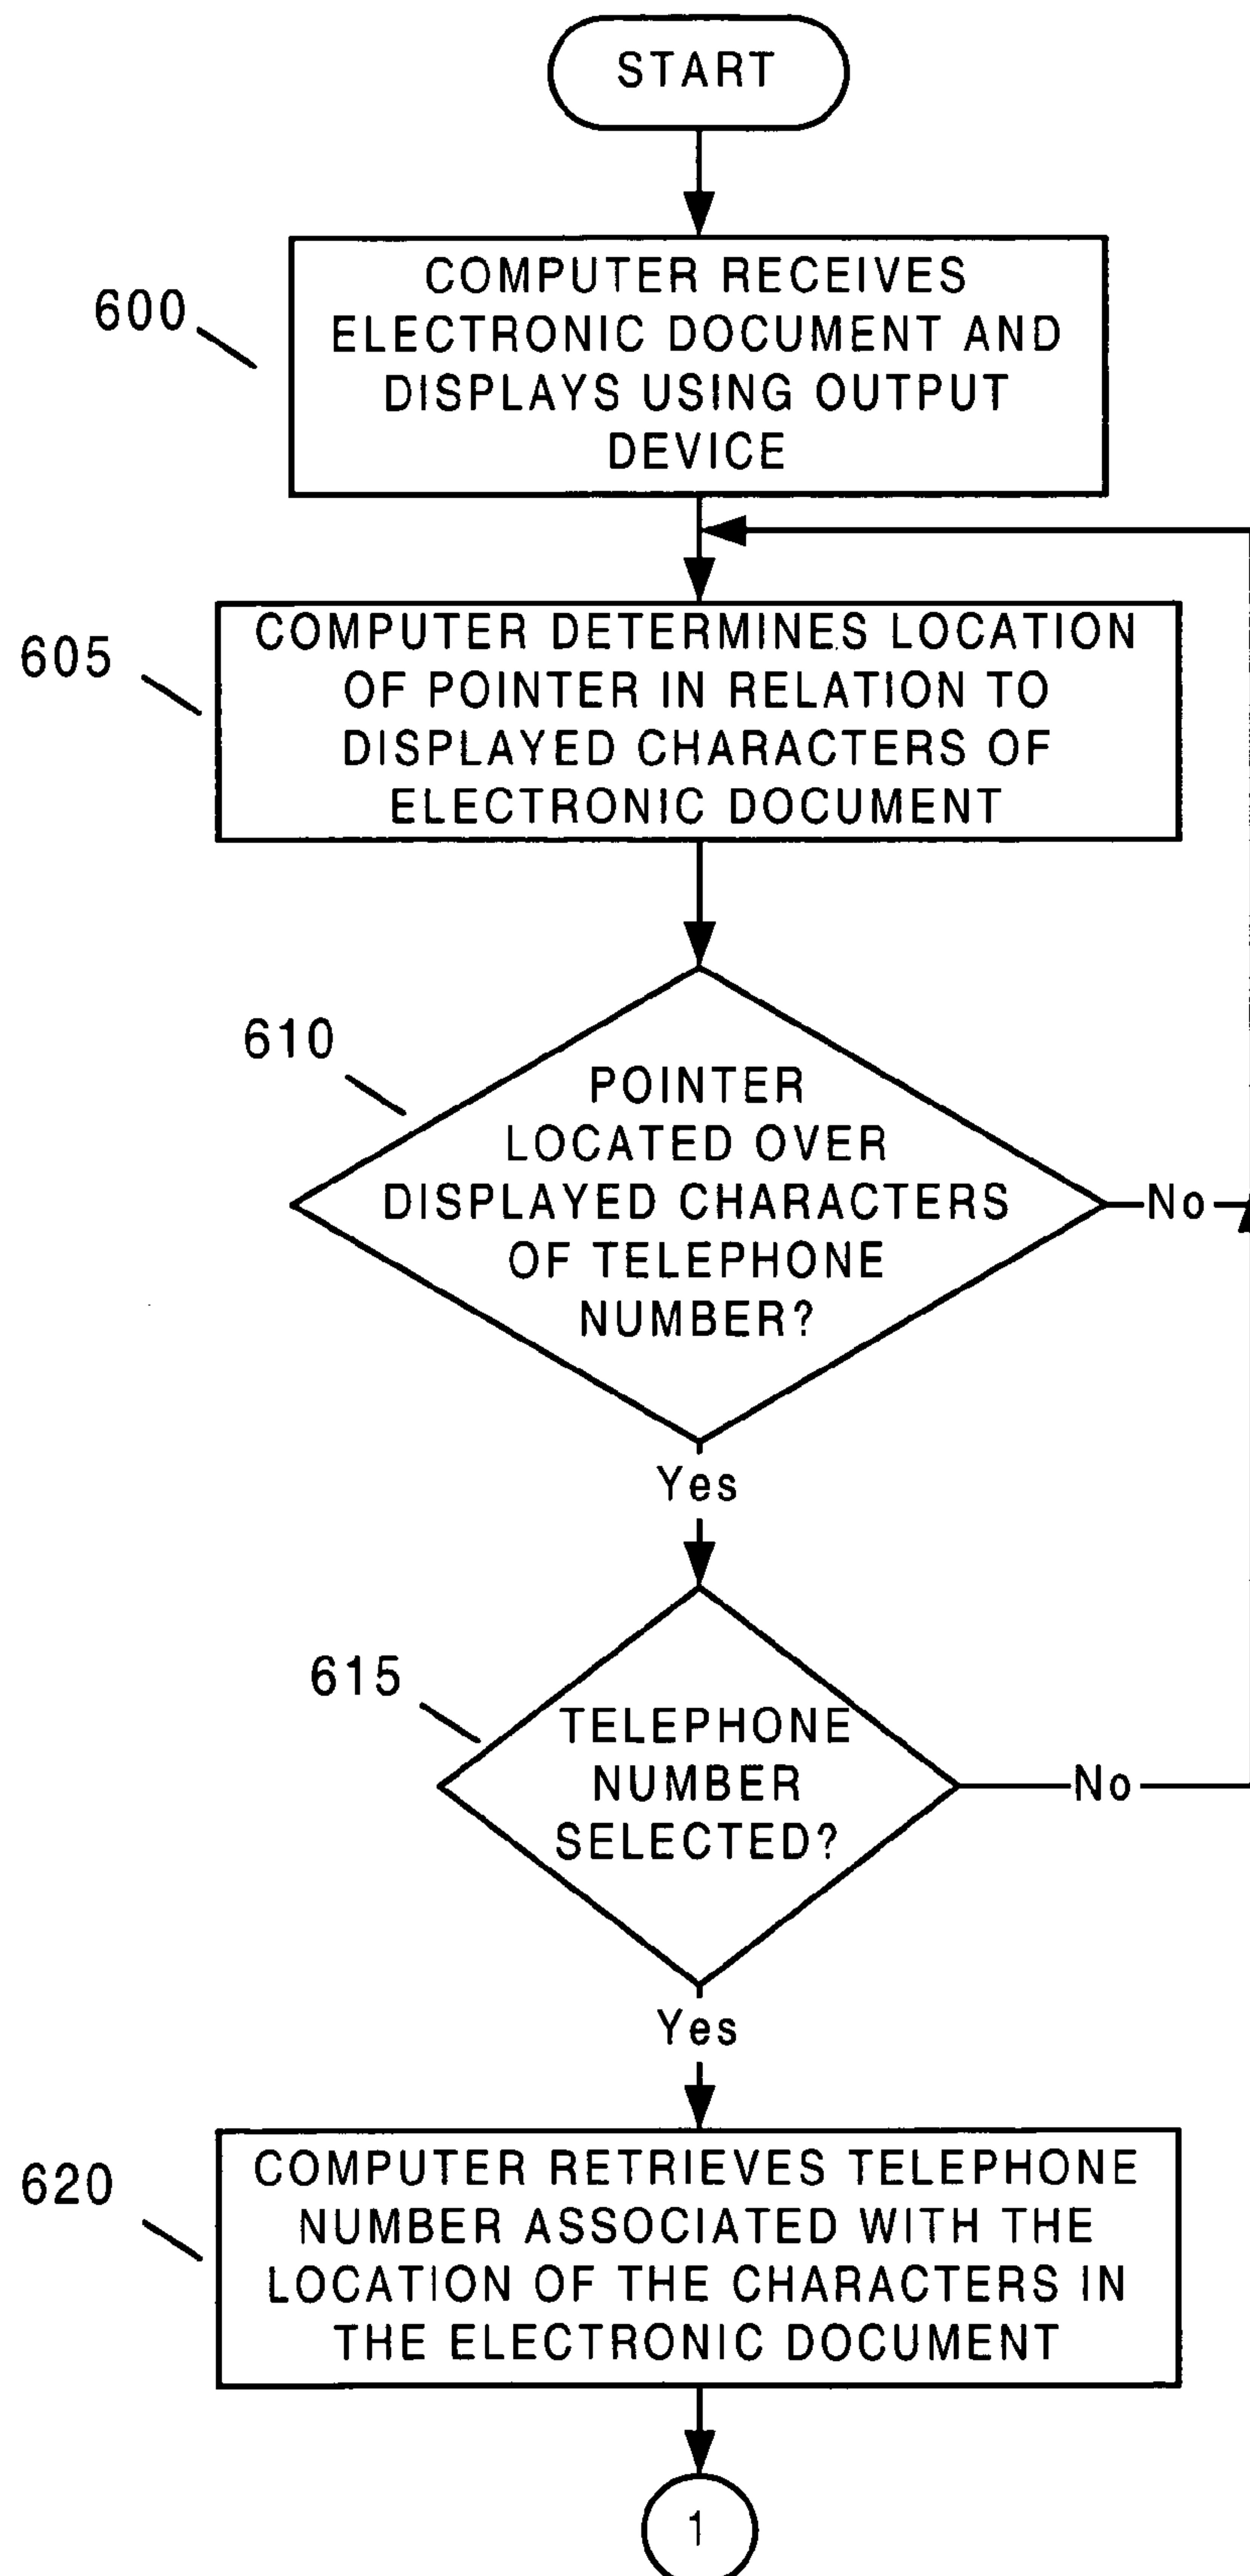 START
600
COMPUTER RECEIVES
ELECTRONIC DOCUMENT AND
DISPLAYS USING OUTPUT
DEVICE
605
COMPUTER DETERMINES LOCATION
OF POINTER IN RELATION TO
DISPLAYED CHARACTERS OF
ELECTRONIC DOCUMENT
610
POINTER
LOCATED OVER
DISPLAYED CHARACTERS
OF TELEPHONE
NUMBER?
No
Yes
615
TELEPHONE
NUMBER
SELECTED?
No
Yes
620
COMPUTER RETRIEVES TELEPHONE
NUMBER ASSOCIATED WITH THE
LOCATION OF THE CHARACTERS IN
THE ELECTRONIC DOCUMENT
1